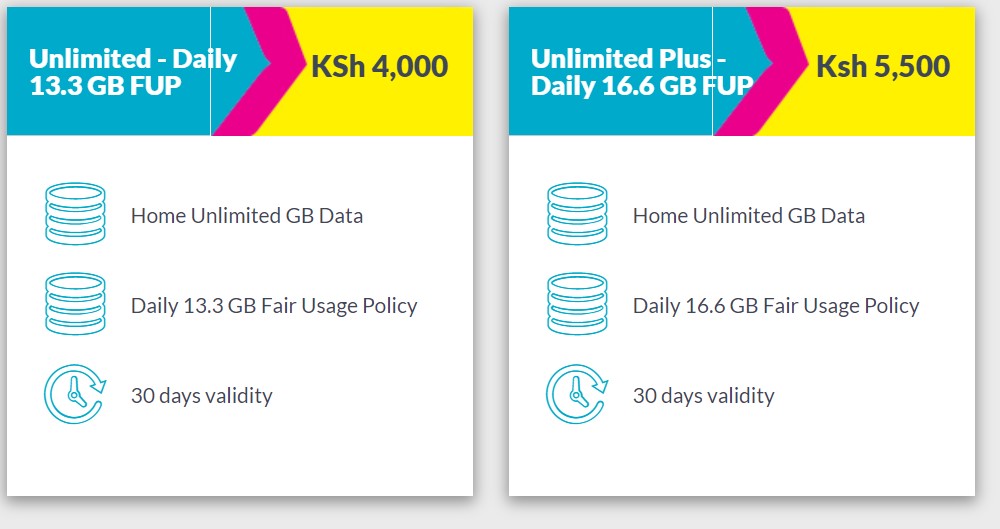 Unlimited - Daily
13.3 GB FUP
KSh 4,000
Home Unlimited GB Data
Daily 13.3 GB Fair Usage Policy
30 days validity
Unlimited Plus -
Daily 16.6 GB FUP
Ksh 5,500
Home Unlimited GB Data
Daily 16.6 GB Fair Usage Policy
30 days validity